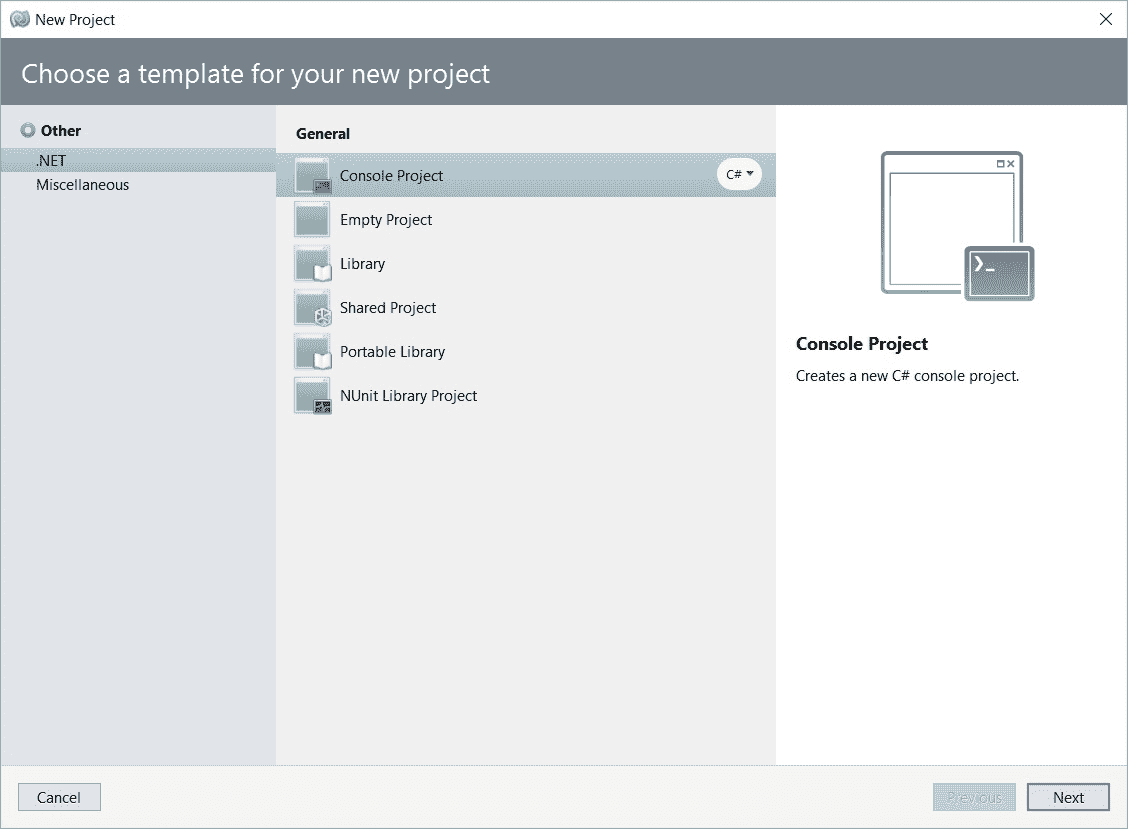 New Project
Choose a template for your new project
Other
.NET
Miscellaneous
General
Console Project
C#
Empty Project
Library
Shared Project
Portable Library
NUnit Library Project
Console Project
Creates a new C# console project.
Cancel
Previous
Next